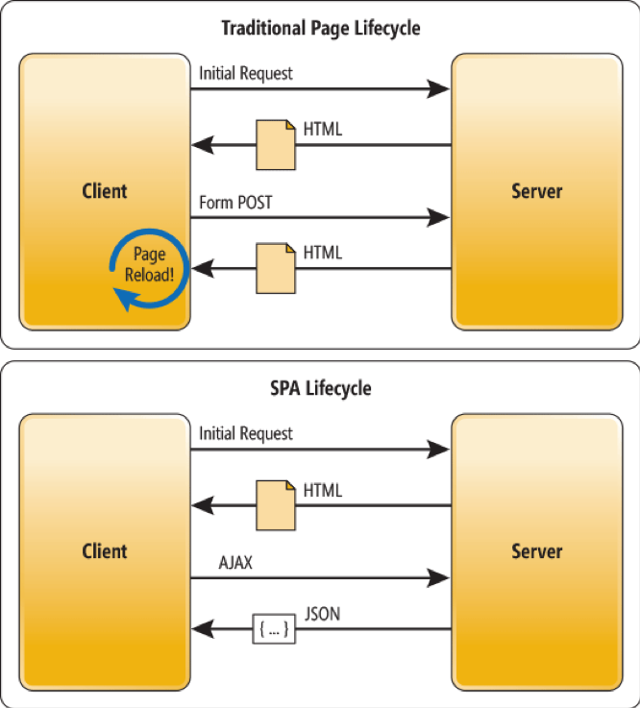 Traditional Page Lifecycle
Initial Request
HTML
Client
Server
Form POST
HTML
Page
Reload!
SPA Lifecycle
Initial Request
HTML
Client
Server
AJAX
JSON
{ ... }